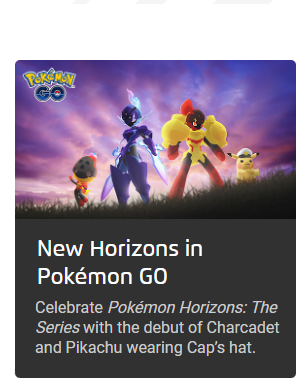 Pokémon
GO
New Horizons in
Pokémon GO
Celebrate Pokémon Horizons: The
Series with the debut of Charcadet
and Pikachu wearing Cap's hat.